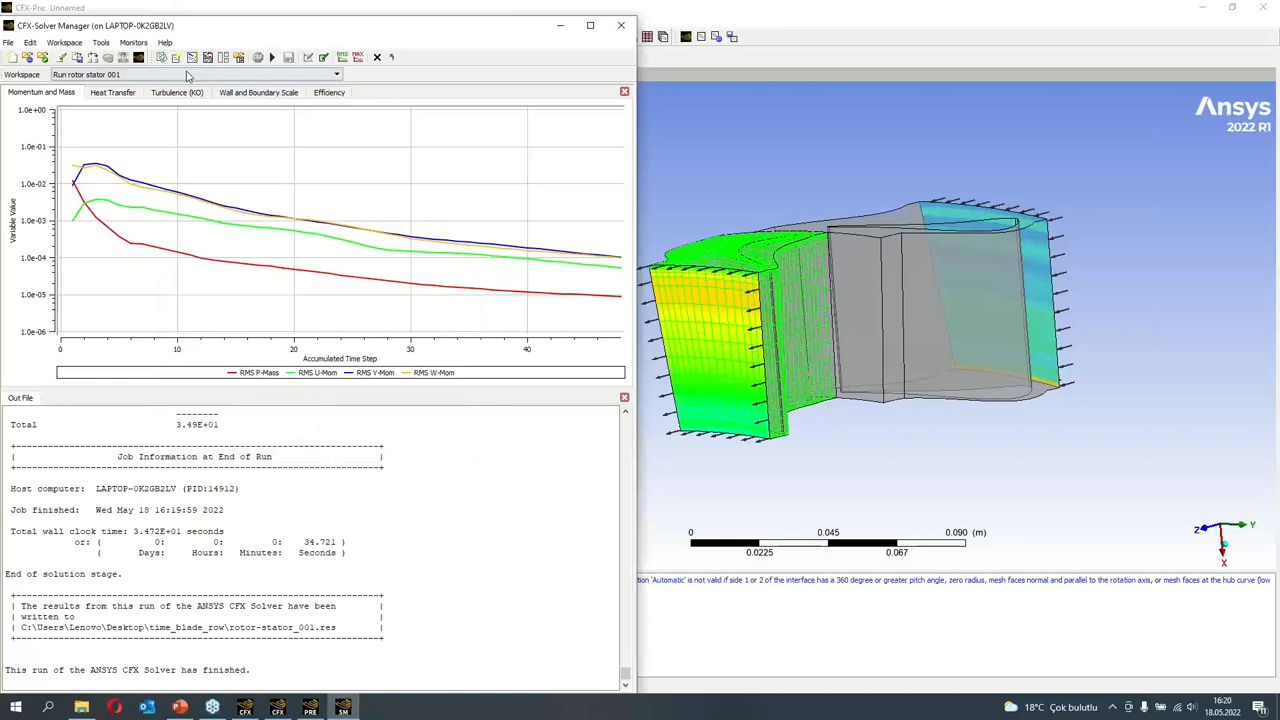 CFX-Pre: Unnamed
CFX-Solver Manager (on LAPTOP-0K2GB2LV)
File Edit Workspace Tools Monitors Help
Workspace Run rotor stator 001
Momentum and Mass Heat Transfer Turbulence (KO) Wall and Boundary Scale Efficiency
1.0e+00
1.0e-01
1.0e-02
1.0e-03
1.0e-04
1.0e-05
1.0e-06
Variable Value
0 10 20 30 40
Accumulated Time Step
RMS P-Mass RMS U-Mom RMS V-Mom RMS W-Mom
Out File
--------
Total 3.49E+01
+--------------------------------------------------------------------+
| Job Information at End of Run |
+--------------------------------------------------------------------+
Host computer: LAPTOP-0K2GB2LV (PID:14912)
Job finished: Wed May 18 16:19:59 2022
Total wall clock time: 3.472E+01 seconds
or: ( 0: 0: 0: 34.721 )
( Days: Hours: Minutes: Seconds )
End of solution stage.
+--------------------------------------------------------------------+
| The results from this run of the ANSYS CFX Solver have been |
| written to |
| C:\Users\Lenovo\Desktop\time_blade_row\rotor-stator_001.res |
+--------------------------------------------------------------------+
This run of the ANSYS CFX Solver has finished.
Ansys
2022 R1
0 0.045 0.090 (m)
0.0225 0.067
Z Y
X
tion 'Automatic' is not valid if side 1 or 2 of the interface has a 360 degree or greater pitch angle, zero radius, mesh faces normal and parallel to the rotation axis, or mesh faces at the hub curve (low
CFX CFX PRE SM
18°C Çok bulutlu
16:20
18.05.2022